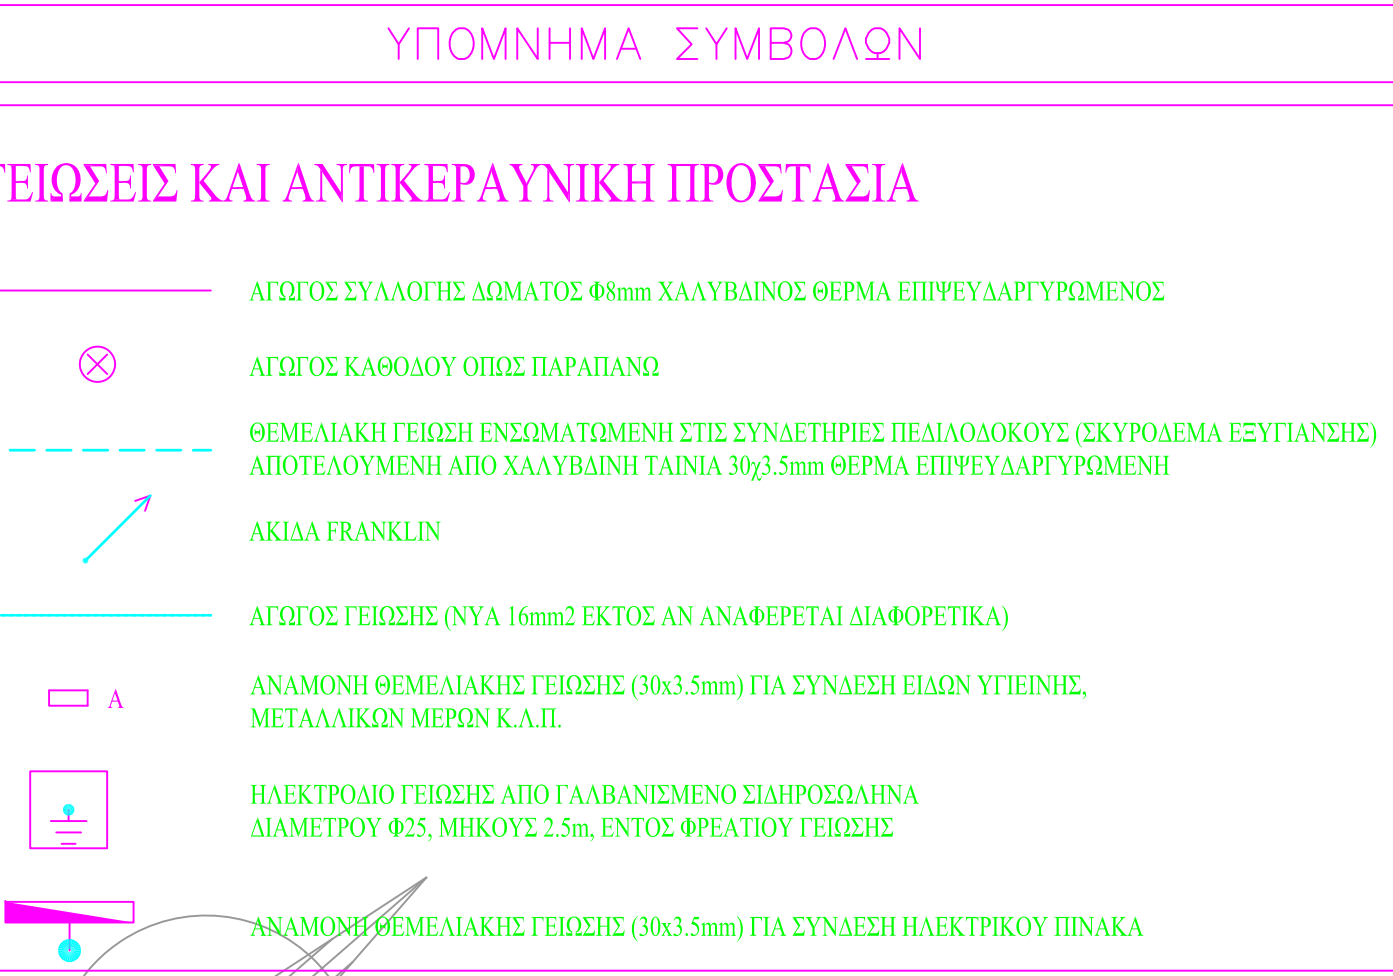 ΥΠΟΜΝΗΜΑ ΣΥΜΒΟΛΩΝ
ΓΕΙΩΣΕΙΣ ΚΑΙ ΑΝΤΙΚΕΡΑΥΝΙΚΗ ΠΡΟΣΤΑΣΙΑ
ΑΓΩΓΟΣ ΣΥΛΛΟΓΗΣ ΔΩΜΑΤΟΣ Φ8mm ΧΑΛΥΒΔΙΝΟΣ ΘΕΡΜΑ ΕΠΙΨΕΥΔΑΡΓΥΡΩΜΕΝΟΣ
ΑΓΩΓΟΣ ΚΑΘΟΔΟΥ ΟΠΩΣ ΠΑΡΑΠΑΝΩ
ΘΕΜΕΛΙΑΚΗ ΓΕΙΩΣΗ ΕΝΣΩΜΑΤΩΜΕΝΗ ΣΤΙΣ ΣΥΝΔΕΤΗΡΙΕΣ ΠΕΔΙΛΟΔΟΚΟΥΣ (ΣΚΥΡΟΔΕΜΑ ΕΞΥΓΙΑΝΣΗΣ)
ΑΠΟΤΕΛΟΥΜΕΝΗ ΑΠΟ ΧΑΛΥΒΔΙΝΗ ΤΑΙΝΙΑ 30χ3.5mm ΘΕΡΜΑ ΕΠΙΨΕΥΔΑΡΓΥΡΩΜΕΝΗ
ΑΚΙΔΑ FRANKLIN
ΑΓΩΓΟΣ ΓΕΙΩΣΗΣ (NYA 16mm2 ΕΚΤΟΣ ΑΝ ΑΝΑΦΕΡΕΤΑΙ ΔΙΑΦΟΡΕΤΙΚΑ)
Α ΑΝΑΜΟΝΗ ΘΕΜΕΛΙΑΚΗΣ ΓΕΙΩΣΗΣ (30x3.5mm) ΓΙΑ ΣΥΝΔΕΣΗ ΕΙΔΩΝ ΥΓΙΕΙΝΗΣ,
ΜΕΤΑΛΛΙΚΩΝ ΜΕΡΩΝ Κ.Λ.Π.
ΗΛΕΚΤΡΟΔΙΟ ΓΕΙΩΣΗΣ ΑΠΟ ΓΑΛΒΑΝΙΣΜΕΝΟ ΣΙΔΗΡΟΣΩΛΗΝΑ
ΔΙΑΜΕΤΡΟΥ Φ25, ΜΗΚΟΥΣ 2.5m, ΕΝΤΟΣ ΦΡΕΑΤΙΟΥ ΓΕΙΩΣΗΣ
ΑΝΑΜΟΝΗ ΘΕΜΕΛΙΑΚΗΣ ΓΕΙΩΣΗΣ (30x3.5mm) ΓΙΑ ΣΥΝΔΕΣΗ ΗΛΕΚΤΡΙΚΟΥ ΠΙΝΑΚΑ